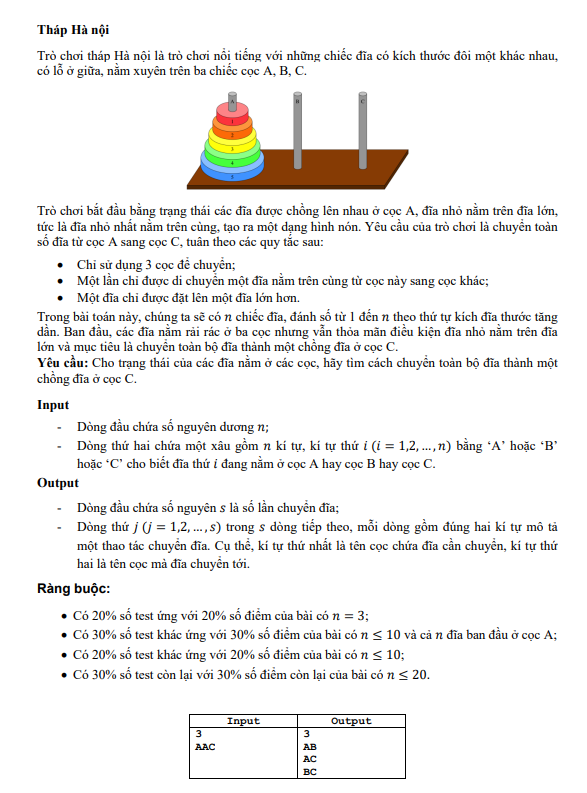 Tháp Hà nội
Trò chơi tháp Hà nội là trò chơi nổi tiếng với những chiếc đĩa có kích thước đôi một khác nhau,
có lỗ ở giữa, nằm xuyên trên ba chiếc cọc A, B, C.
A B C
1
2
3
4
5
Trò chơi bắt đầu bằng trạng thái các đĩa được chồng lên nhau ở cọc A, đĩa nhỏ nằm trên đĩa lớn,
tức là đĩa nhỏ nhất nằm trên cùng, tạo ra một dạng hình nón. Yêu cầu của trò chơi là chuyển toàn
số đĩa từ cọc A sang cọc C, tuân theo các quy tắc sau:
• Chỉ sử dụng 3 cọc để chuyển;
• Một lần chỉ được di chuyển một đĩa nằm trên cùng từ cọc này sang cọc khác;
• Một đĩa chỉ được đặt lên một đĩa lớn hơn.
Trong bài toán này, chúng ta sẽ có n chiếc đĩa, đánh số từ 1 đến n theo thứ tự kích thước đĩa tăng
dần. Ban đầu, các đĩa nằm rải rác ở ba cọc nhưng vẫn thỏa mãn điều kiện đĩa nhỏ nằm trên đĩa
lớn và mục tiêu là chuyển toàn bộ đĩa thành một chồng đĩa ở cọc C.
Yêu cầu: Cho trạng thái của các đĩa nằm ở các cọc, hãy tìm cách chuyển toàn bộ đĩa thành một
chồng đĩa ở cọc C.
Input
- Dòng đầu chứa số nguyên dương n;
- Dòng thứ hai chứa một xâu gồm n kí tự, kí tự thứ i (i = 1,2, ..., n) bằng ‘A’ hoặc ‘B’
hoặc ‘C’ cho biết đĩa thứ i đang nằm ở cọc A hay cọc B hay cọc C.
Output
- Dòng đầu chứa số nguyên s là số lần chuyển đĩa;
- Dòng thứ j (j = 1,2, ..., s) trong s dòng tiếp theo, mỗi dòng gồm đúng hai kí tự mô tả
một thao tác chuyển đĩa. Cụ thể, kí tự thứ nhất là tên cọc chứa đĩa cần chuyển, kí tự thứ
hai là tên cọc mà đĩa chuyển tới.
Ràng buộc:
• Có 20% số test ứng với 20% số điểm của bài có n = 3;
• Có 30% số test khác ứng với 30% số điểm của bài có n ≤ 10 và cả n đĩa ban đầu ở cọc A;
• Có 20% số test khác ứng với 20% số điểm của bài có n ≤ 10;
• Có 30% số test còn lại với 30% số điểm còn lại của bài có n ≤ 20.
Input Output
3 3
AAC AB
AC
BC